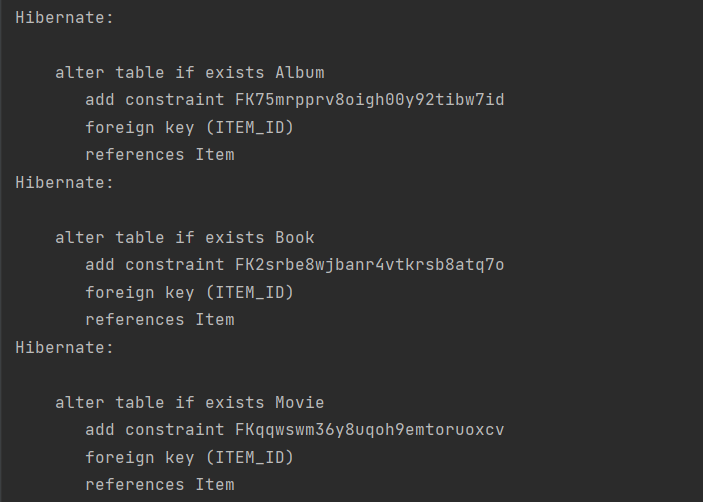 Hibernate:
alter table if exists Album
add constraint FK75mrpprv8oigh00y92tibw7id
foreign key (ITEM_ID)
references Item
Hibernate:
alter table if exists Book
add constraint FK2srbe8wjbanr4vtkrsb8atq7o
foreign key (ITEM_ID)
references Item
Hibernate:
alter table if exists Movie
add constraint FKqqwswm36y8uqoh9emtoruoxcv
foreign key (ITEM_ID)
references Item